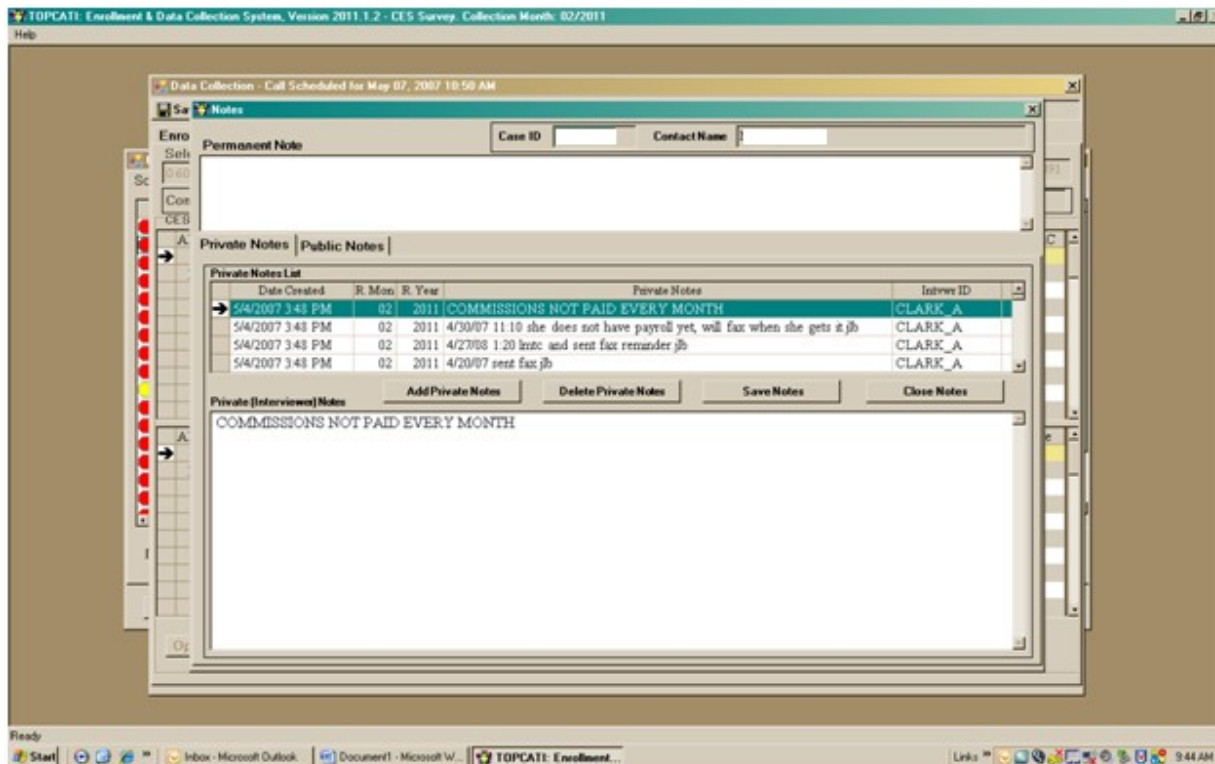 TOPCATI: Enrollment & Data Collection System, Version 2011.1.2 - CES Survey. Collection Month: 02/2011
Help
Data Collection - Call Scheduled for May 07, 2007 10:50 AM
Notes
Case ID
Contact Name
Permanent Note
Private Notes
Public Notes
Private Notes List
Date Created R. Mon R. Year Private Notes Intvwr ID
5/4/2007 3:48 PM 02 2011 COMMISSIONS NOT PAID EVERY MONTH CLARK_A
5/4/2007 3:48 PM 02 2011 4/30/07 11:10 she does not have payroll yet, will fax when she gets it.jb CLARK_A
5/4/2007 3:48 PM 02 2011 4/27/08 1:20 lmtc and sent fax reminder jlb CLARK_A
5/4/2007 3:48 PM 02 2011 4/20/07 sent fax jb CLARK_A
Add Private Notes Delete Private Notes Save Notes Close Notes
Private (Interviewer) Notes
COMMISSIONS NOT PAID EVERY MONTH
Ready
Start Inbox - Microsoft Outlook Document1 - Microsoft W... TOPCATI: Enrollment... Links 9:44 AM